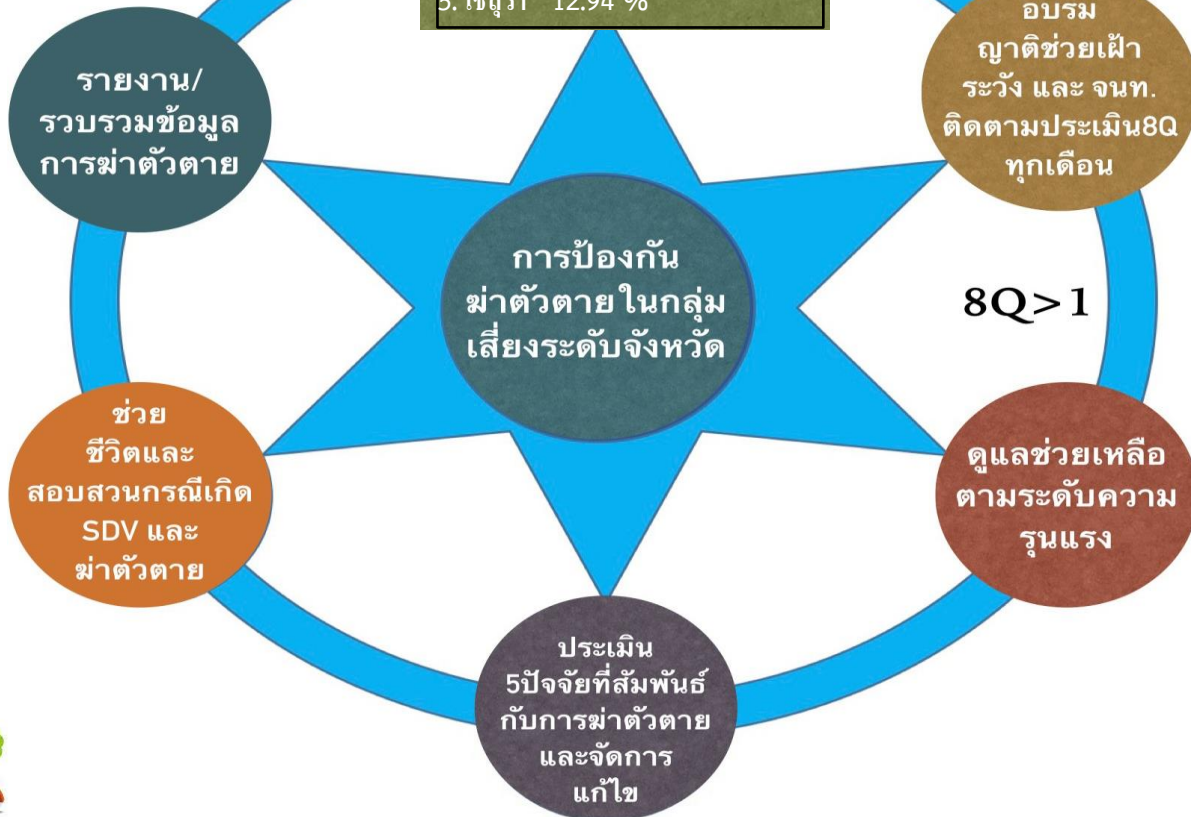 5. ใช้สุรา 12.94 %
อบรม
ญาติช่วยเฝ้า
ระวัง และ จนท.
ติดตามประเมิน8Q
ทุกเดือน
รายงาน/
รวบรวมข้อมูล
การฆ่าตัวตาย
การป้องกัน
ฆ่าตัวตาย ในกลุ่ม
เสี่ยงระดับจังหวัด
8Q>1
ดูแลช่วยเหลือ
ตามระดับความ
รุนแรง
ช่วย
ชีวิตและ
สอบสวนกรณีเกิด
SDV และ
ฆ่าตัวตาย
ประเมิน
5ปัจจัยที่สัมพันธ์
กับการฆ่าตัวตาย
และจัดการ
แก้ไข